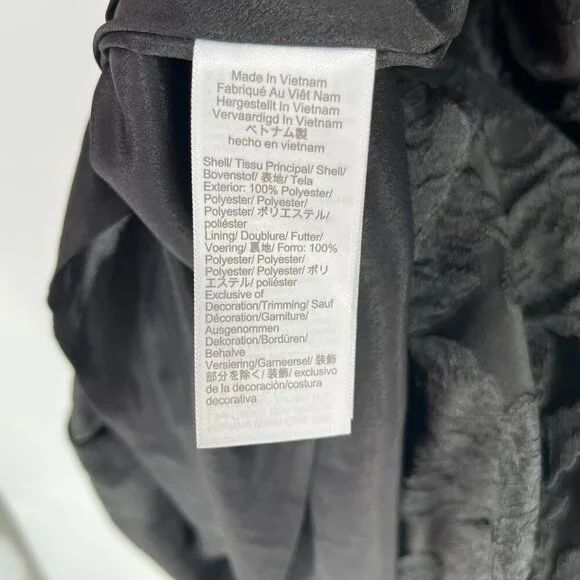 Made In Vietnam
Fabriqué Au Viêt Nam
Hergestellt In Vietnam
Vervaardigd In Vietnam
ベトナム製
hecho en vietnam
Shell/ Tissu Principal/ Shell/
Bovenstof/ 表地/ Tela
Exterior: 100% Polyester/
Polyester/ Polyester/
Polyester/ ポリエステル/
poliéster
Lining/ Doublure/ Futter/
Voering/ 裏地/ Forro: 100%
Polyester/ Polyester/
Polyester/ Polyester/ ポリ
エステル/ poliéster
Exclusive of
Decoration/Trimming/ Sauf
Décoration/Garniture/
Ausgenommen
Dekoration/Bordüren/
Behalve
Versiering/Gameersel/ 装飾
部分を除く/ 装飾/ exclusivo
de la decoración/costura
decorativa